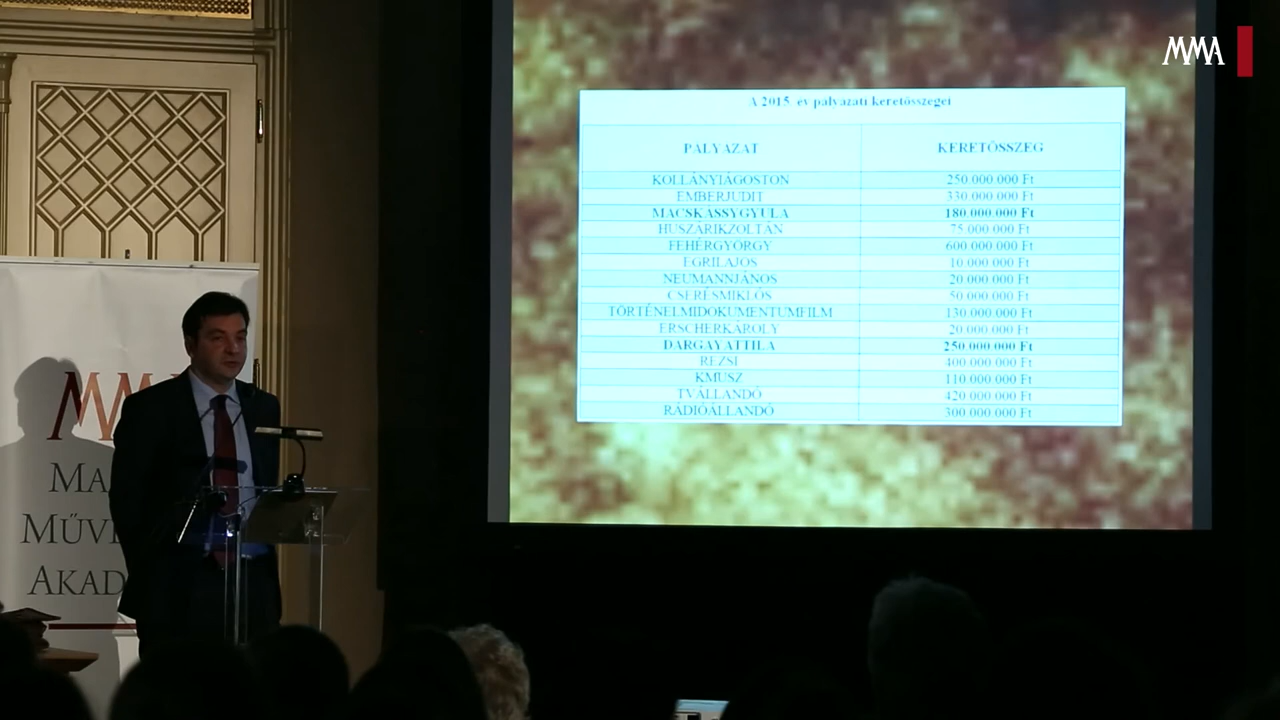 MMA
A 2015. év pályázati keretösszegei
PÁLYÁZAT KERETÖSSZEG
KOLLÁNYIÁGOSTON 250.000.000 Ft
EMBERJUDIT 330.000.000 Ft
MACSKÁSSYGYULA 180.000.000 Ft
HUSZÁRIKZOLTÁN 75.000.000 Ft
FEHÉRGYÖRGY 600.000.000 Ft
EGRILAJOS 10.000.000 Ft
NEUMANNJÁNOS 20.000.000 Ft
CSERÉSMIKLÓS 50.000.000 Ft
TÖRTÉNELMIDOKUMENTUMFILM 130.000.000 Ft
ERSCHERKÁROLY 20.000.000 Ft
DARGAYATTILA 250.000.000 Ft
REZSI 400.000.000 Ft
KMUSZ 110.000.000 Ft
TVÁLLANDÓ 420.000.000 Ft
RÁDIÓÁLLANDÓ 300.000.000 Ft
MMA
MA
MŰV
AKAD